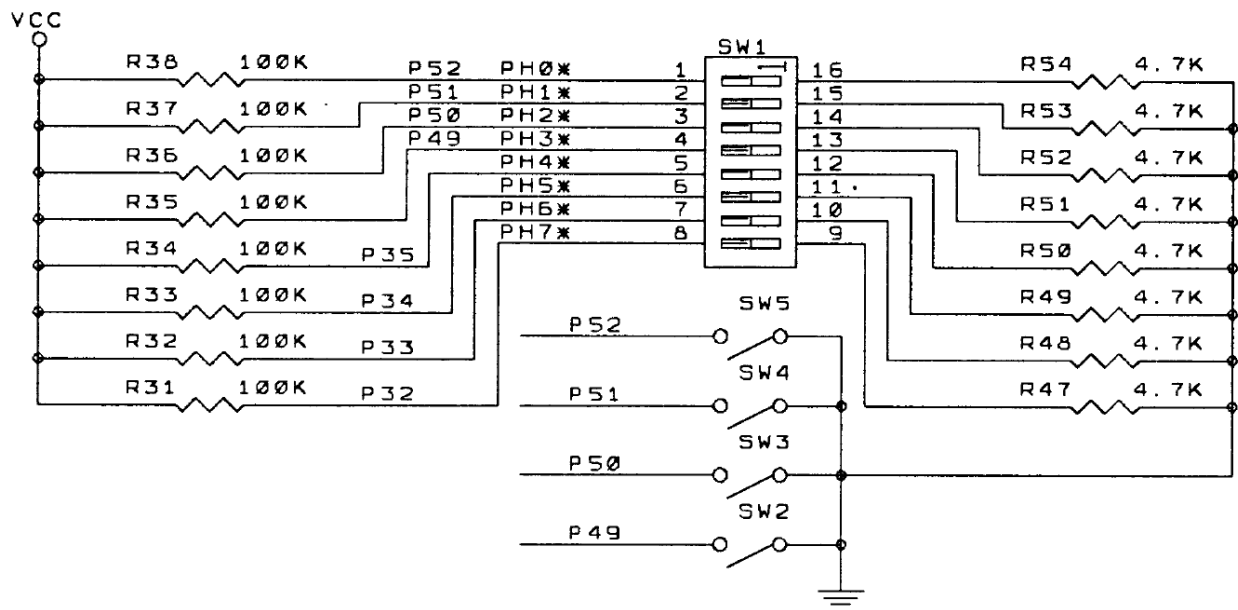 VCC
SW1
R38 100K P52 PH0* 1 16 R54 4.7K
R37 100K P51 PH1* 2 15 R53 4.7K
R36 100K P50 PH2* 3 14 R52 4.7K
R35 100K P49 PH3* 4 13 R51 4.7K
R34 100K P35 PH4* 5 12 R50 4.7K
R33 100K P34 PH5* 6 11 R49 4.7K
R32 100K P33 PH6* 7 10 R48 4.7K
R31 100K P32 PH7* 8 9 R47 4.7K
SW5
P52
SW4
P51
SW3
P50
SW2
P49